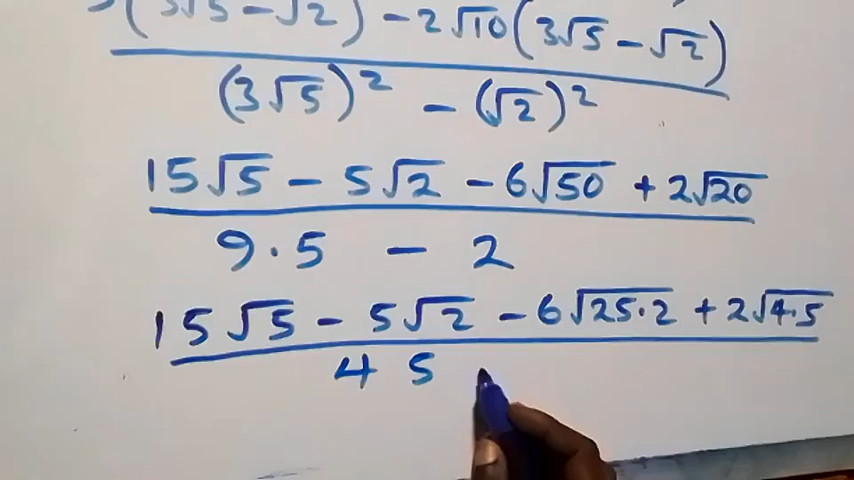 (3√5 - √2) - 2√10(3√5 - √2)
(3√5)² - (√2)²
15√5 - 5√2 - 6√50 + 2√20
9·5 - 2
15√5 - 5√2 - 6√25·2 + 2√4·5
45